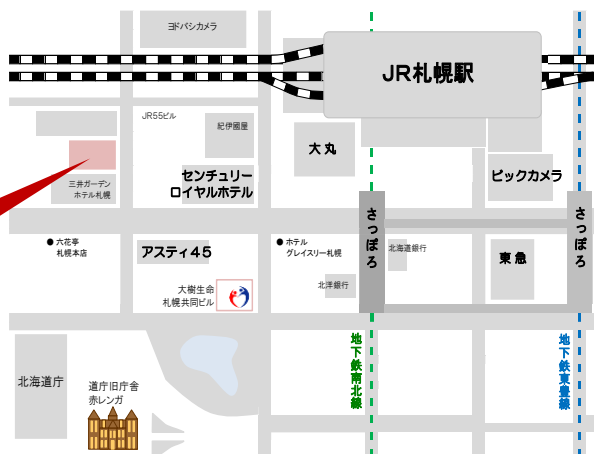 ヨドバシカメラ
JR札幌駅
JR55ビル
紀伊國屋
大丸
センチュリー
ロイヤルホテル
ビックカメラ
三井ガーデン
ホテル札幌
さっぽろ
さっぽろ
六花亭
札幌本店
アスティ45
ホテル
グレイスリー札幌
北海道銀行
東急
大樹生命
札幌共同ビル
北洋銀行
地下鉄南北線
地下鉄東豊線
北海道庁
道庁旧庁舎
赤レンガ